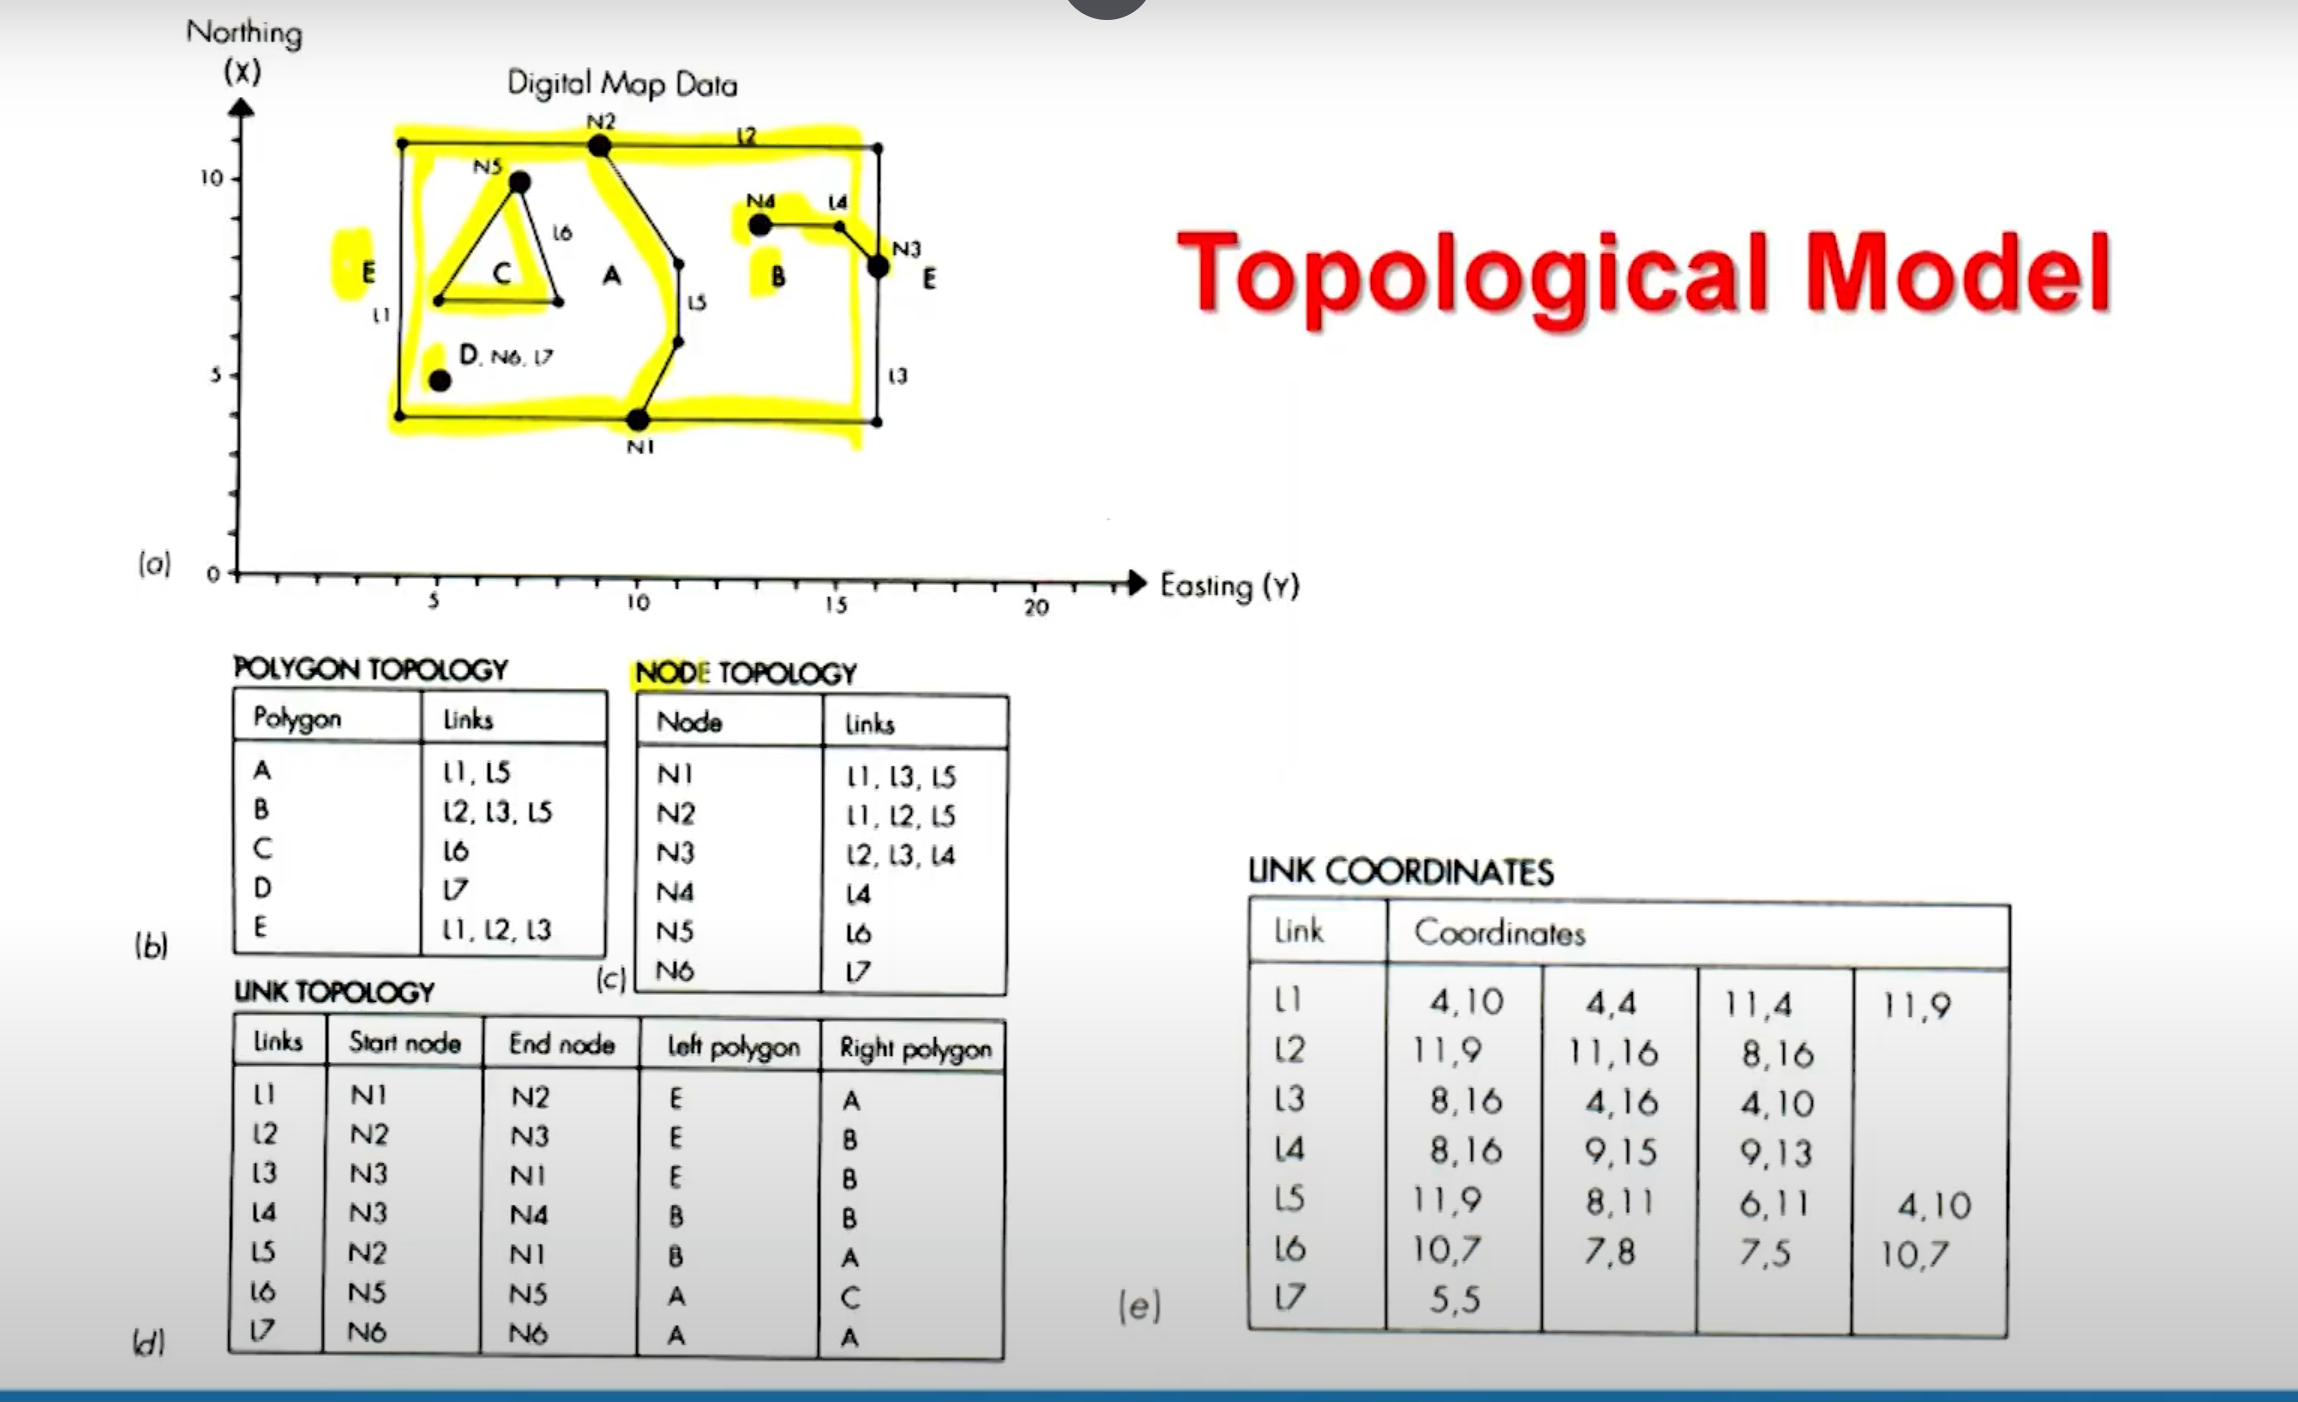 Northing
(X)
Digital Map Data
N2
L2
N5
10
N4
L4
L6
N3
E
C
A
B
E
L5
L1
D, N6, L7
5
L3
N1
(a)
0
5
10
15
20
Easting (Y)
Topological Model
POLYGON TOPOLOGY
Polygon Links
A L1, L5
B L2, L3, L5
C L6
D L7
E L1, L2, L3
(b)
NODE TOPOLOGY
Node Links
N1 L1, L3, L5
N2 L1, L2, L5
N3 L2, L3, L4
N4 L4
N5 L6
N6 L7
(c)
LINK TOPOLOGY
Links Start node End node Left polygon Right polygon
L1 N1 N2 E A
L2 N2 N3 E B
L3 N3 N1 E B
L4 N3 N4 B B
L5 N2 N1 B A
L6 N5 N5 A C
L7 N6 N6 A A
(d)
LINK COORDINATES
Link Coordinates
L1 4,10 4,4 11,4 11,9
L2 11,9 11,16 8,16
L3 8,16 4,16 4,10
L4 8,16 9,15 9,13
L5 11,9 8,11 6,11 4,10
L6 10,7 7,8 7,5 10,7
L7 5,5
(e)